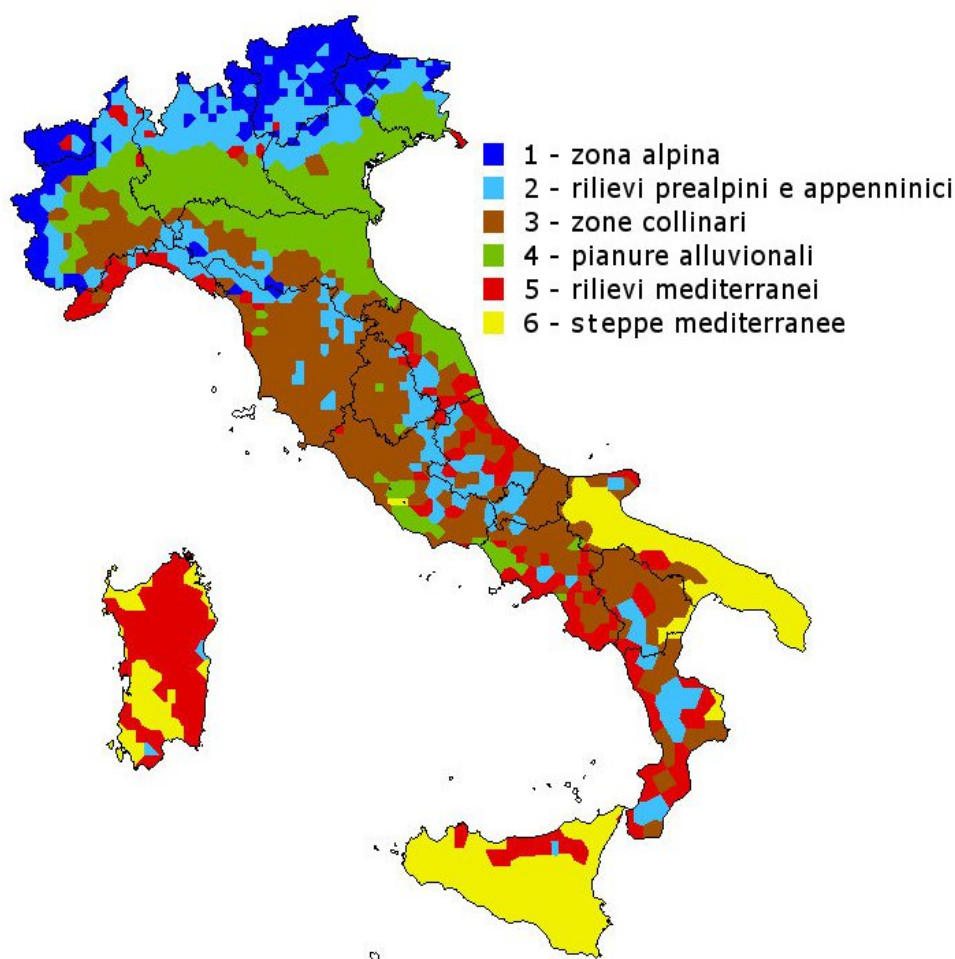 1 - zona alpina
2 - rilievi prealpini e appenninici
3 - zone collinari
4 - pianure alluvionali
5 - rilievi mediterranei
6 - steppe mediterranee